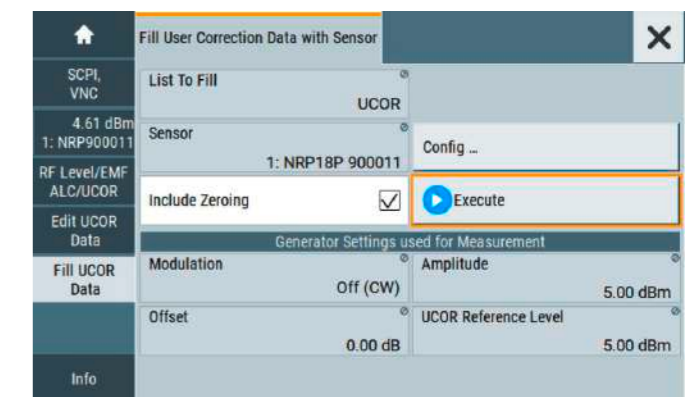 Fill User Correction Data with Sensor
SCPI,
VNC
4.61 dBm
1: NRP900011
RF Level/EMF
ALC/UCOR
Edit UCOR
Data
Fill UCOR
Data
Info
List To Fill
UCOR
Sensor
1: NRP18P 900011
Config ...
Include Zeroing
Execute
Generator Settings used for Measurement
Modulation
Off (CW)
Amplitude
5.00 dBm
Offset
0.00 dB
UCOR Reference Level
5.00 dBm